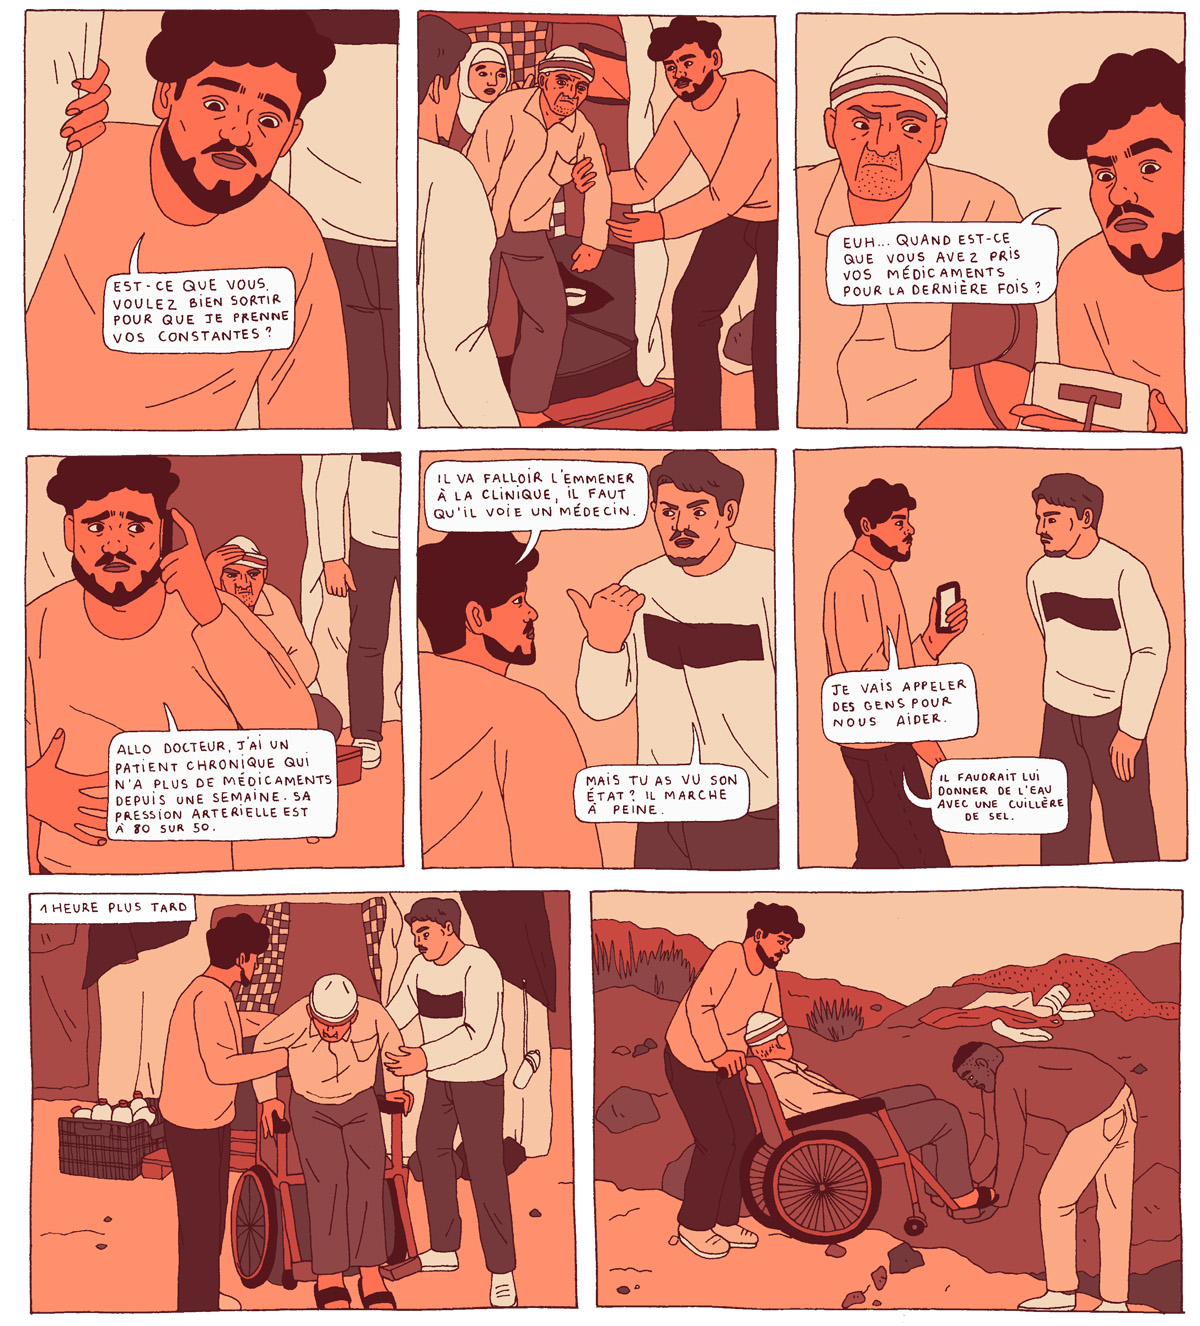 EST-CE QUE VOUS
VOULEZ BIEN SORTIR
POUR QUE JE PRENNE
VOS CONSTANTES ?
EUH... QUAND EST-CE
QUE VOUS AVEZ PRIS
VOS MÉDICAMENTS
POUR LA DERNIÈRE FOIS ?
ALLO DOCTEUR, J'AI UN
PATIENT CHRONIQUE QUI
N'A PLUS DE MÉDICAMENTS
DEPUIS UNE SEMAINE. SA
PRESSION ARTERIELLE EST
À 80 SUR 50.
IL VA FALLOIR L'EMMENER
À LA CLINIQUE, IL FAUT
QU'IL VOIE UN MÉDECIN.
MAIS TU AS VU SON
ÉTAT ? IL MARCHE
À PEINE.
JE VAIS APPELER
DES GENS POUR
NOUS AIDER.
IL FAUDRAIT LUI
DONNER DE L'EAU
AVEC UNE CUILLÈRE
DE SEL.
1 HEURE PLUS TARD